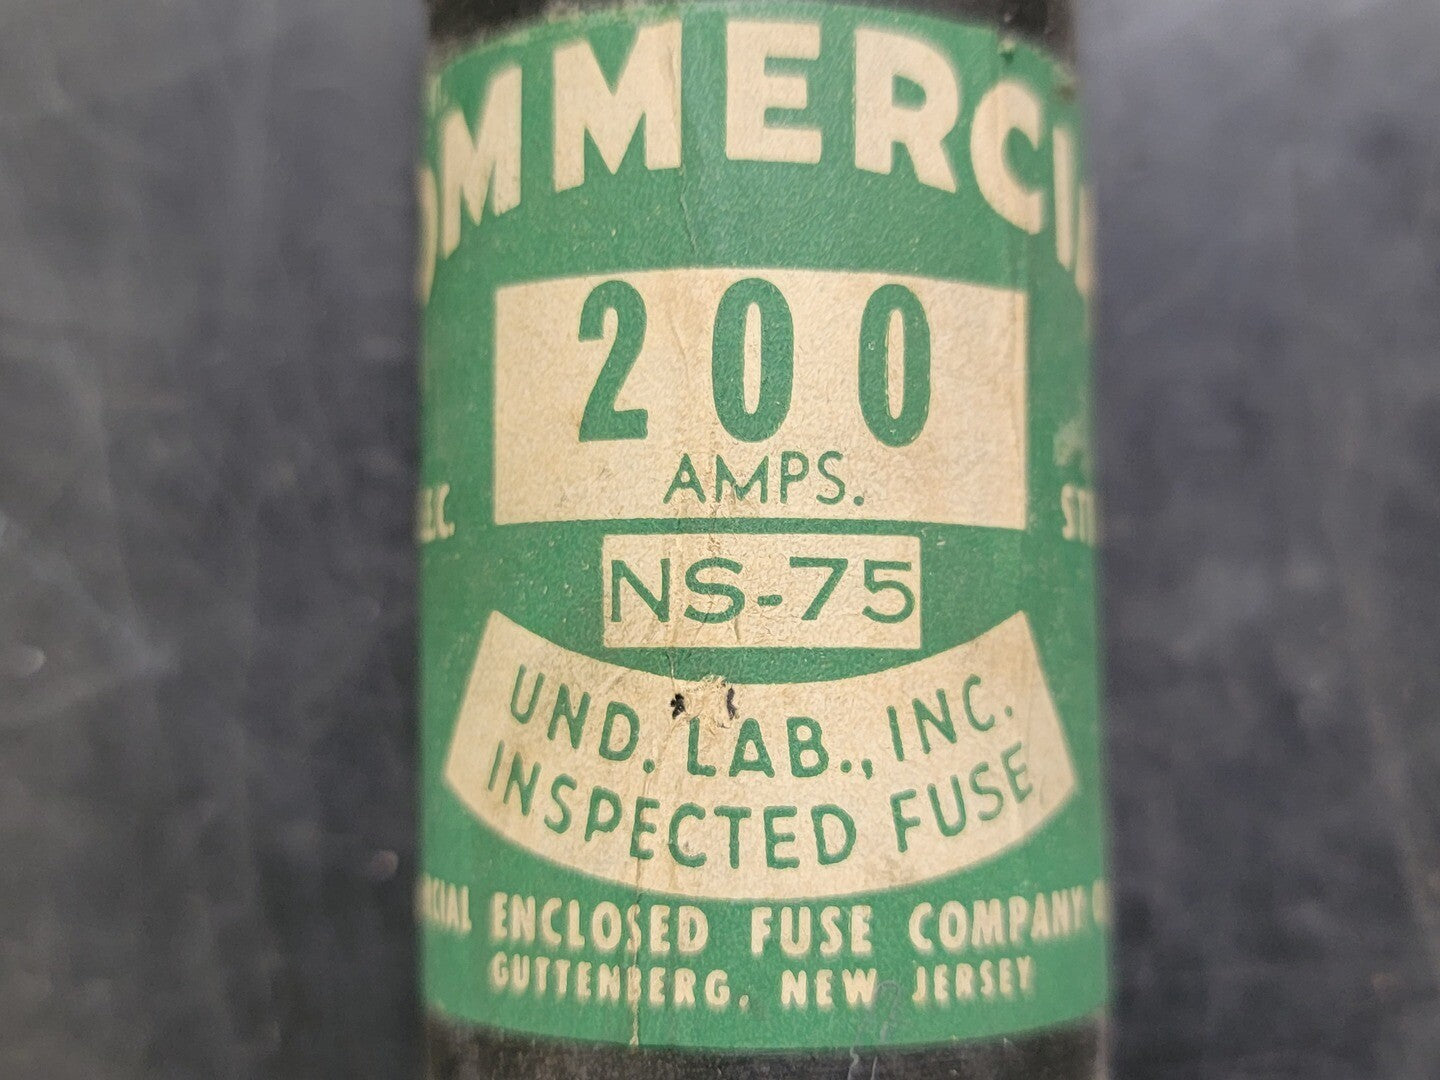 OMMERCI
200
AMPS.
NS-75
UND. LAB., INC.
INSPECTED FUSE
ENCLOSED FUSE COMPANY
GUTTENBERG, NEW JERSEY